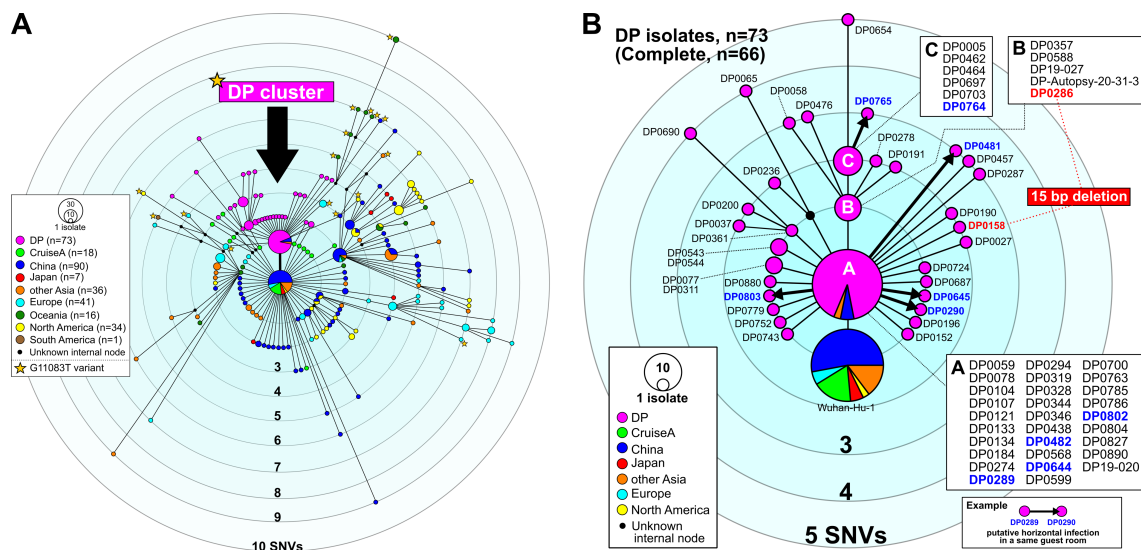 A
DP cluster
30
10
1 isolate
DP (n=73)
CruiseA (n=18)
China (n=90)
Japan (n=7)
other Asia (n=36)
Europe (n=41)
Oceania (n=16)
North America (n=34)
South America (n=1)
Unknown internal node
G11083T variant
3
4
5
6
7
8
9
10 SNVs
B
DP isolates, n=73
(Complete, n=66)
DP0654
DP0065
DP0058
DP0476
DP0690
DP0765
DP0278
DP0191
DP0481
DP0457
DP0287
DP0236
DP0200
DP0037
DP0361
DP0543
DP0544
DP0077
DP0311
DP0880
DP0803
DP0779
DP0752
DP0743
DP0190
DP0158
DP0027
DP0724
DP0687
DP0645
DP0290
DP0196
DP0152
C
B
A
Wuhan-Hu-1
3
4
5 SNVs
C
DP0005
DP0462
DP0464
DP0697
DP0703
DP0764
B
DP0357
DP0588
DP19-027
DP-Autopsy-20-31-3
DP0286
15 bp deletion
10
1 isolate
DP
CruiseA
China
Japan
other Asia
Europe
North America
Unknown
internal node
A
DP0059 DP0294 DP0700
DP0078 DP0319 DP0763
DP0104 DP0328 DP0785
DP0107 DP0344 DP0786
DP0121 DP0346 DP0802
DP0133 DP0438 DP0804
DP0134 DP0482 DP0827
DP0184 DP0568 DP0890
DP0274 DP0644 DP19-020
DP0289 DP0599
Example
DP0289 DP0290
putative horizontal infection
in a same guest room